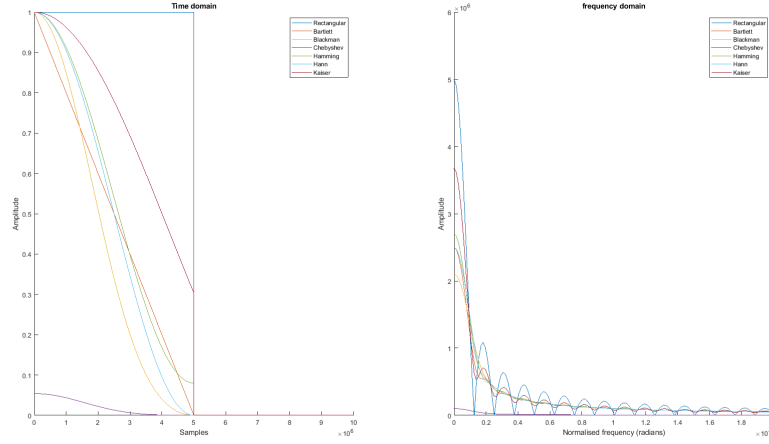 Time domain
1
0.9
0.8
0.7
0.6
0.5
0.4
0.3
0.2
0.1
0
Amplitude
0 1 2 3 4 5 6 7 8 9 10
Samples
× 10⁶
Rectangular
Bartlett
Blackman
Chebyshev
Hamming
Hann
Kaiser
frequency domain
× 10⁶
6
5
4
3
2
1
0
Amplitude
0 0.2 0.4 0.6 0.8 1 1.2 1.4 1.6 1.8
Normalised frequency (radians)
Rectangular
Bartlett
Blackman
Chebyshev
Hamming
Hann
Kaiser